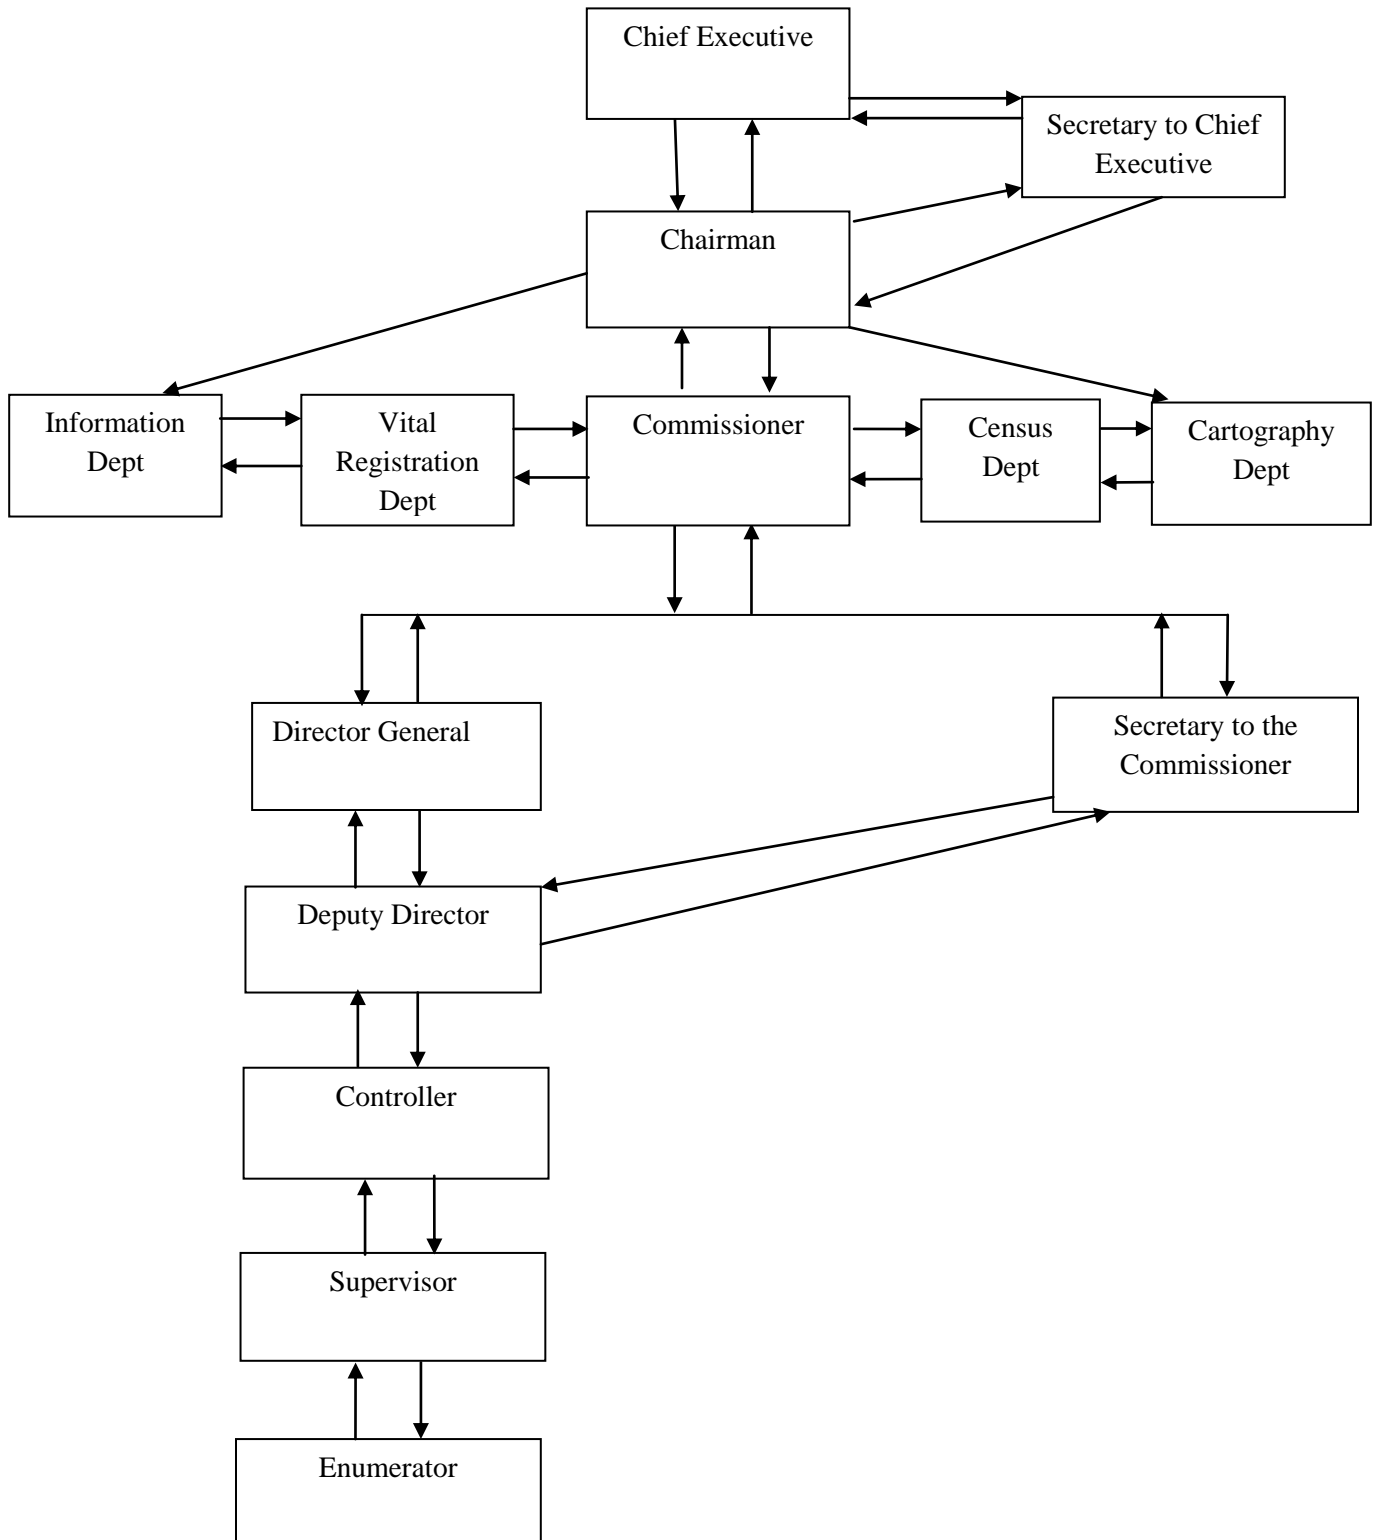 Chief Executive
Secretary to Chief
Executive
Chairman
Information
Dept
Vital
Registration
Dept
Commissioner
Census
Dept
Cartography
Dept
Director General
Secretary to the
Commissioner
Deputy Director
Controller
Supervisor
Enumerator